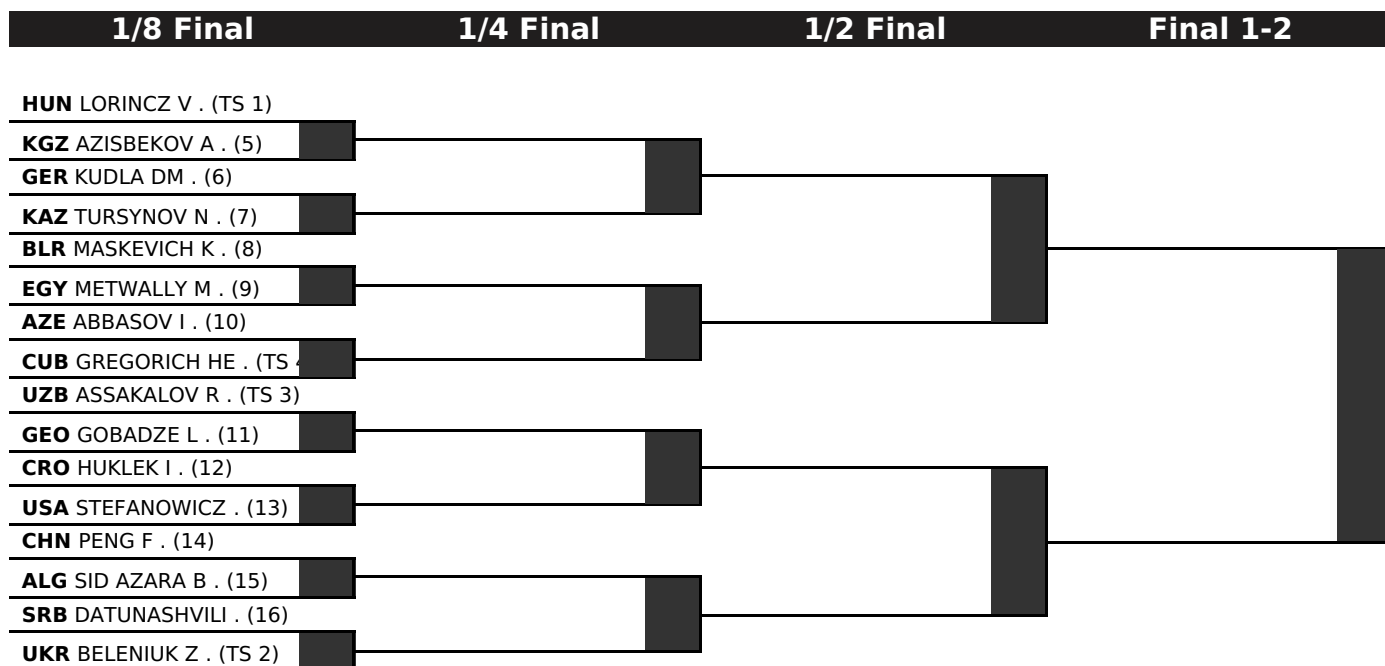 1/8 Final 1/4 Final 1/2 Final Final 1-2
HUN LORINCZ V . (TS 1)
KGZ AZISBEKOV A . (5)
GER KUDLA DM . (6)
KAZ TURSYNOV N . (7)
BLR MASKEVICH K . (8)
EGY METWALLY M . (9)
AZE ABBASOV I . (10)
CUB GREGORICH HE . (TS
UZB ASSAKALOV R . (TS 3)
GEO GOBADZE L . (11)
CRO HUKLEK I . (12)
USA STEFANOWICZ . (13)
CHN PENG F . (14)
ALG SID AZARA B . (15)
SRB DATUNASHVILI . (16)
UKR BELENIUK Z . (TS 2)